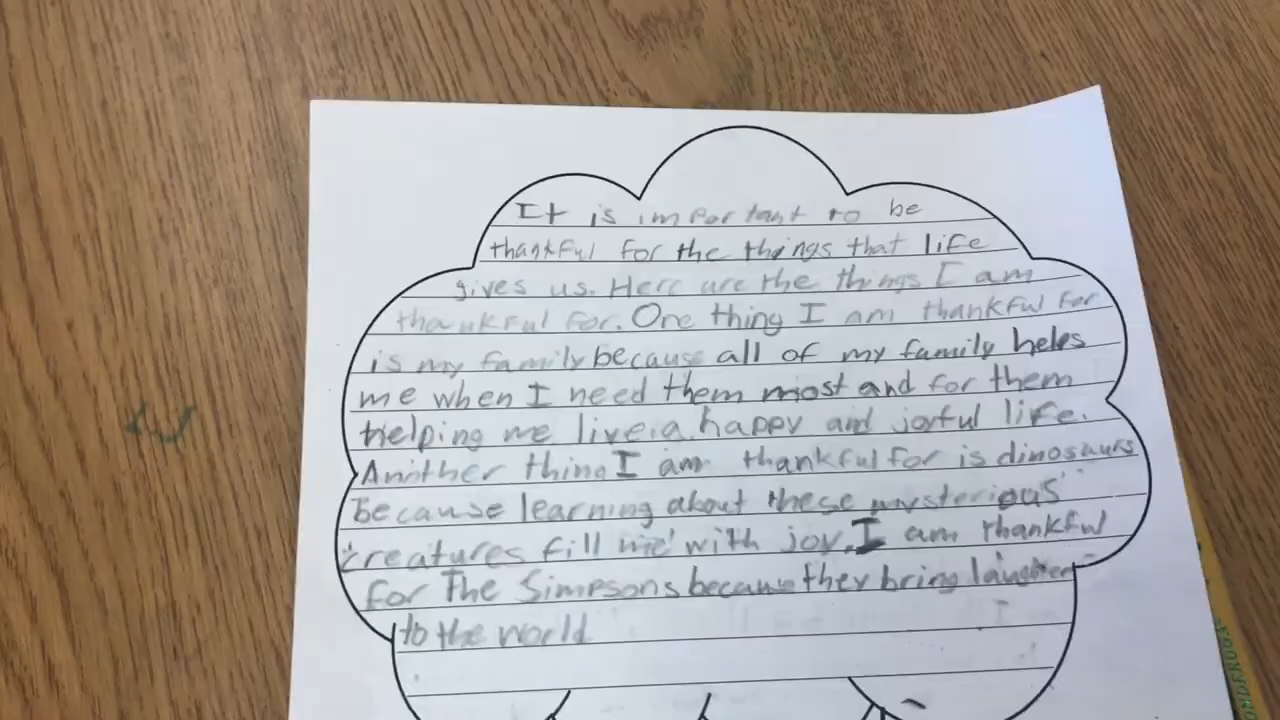 It is important to be
thankful for the things that life
gives us. Here are the things I am
thankful for. One thing I am thankful for
is my family because all of my family heles
me when I need them most and for them
helping me live a happy and joyful life.
Another thing I am thankful for is dinosaurs
because learning about these mysterious
creatures fill me with joy. I am thankful
for The Simpsons because they bring laughter
to the world
ONDERWORKS